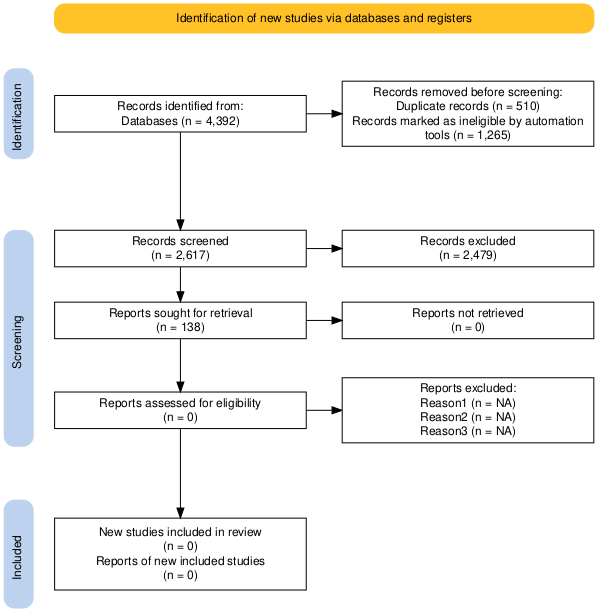 Identification of new studies via databases and registers
Identification
Records identified from:
Databases (n = 4,392)
Records removed before screening:
Duplicate records (n = 510)
Records marked as ineligible by automation
tools (n = 1,265)
Screening
Records screened
(n = 2,617)
Records excluded
(n = 2,479)
Reports sought for retrieval
(n = 138)
Reports not retrieved
(n = 0)
Reports assessed for eligibility
(n = 0)
Reports excluded:
Reason1 (n = NA)
Reason2 (n = NA)
Reason3 (n = NA)
Included
New studies included in review
(n = 0)
Reports of new included studies
(n = 0)